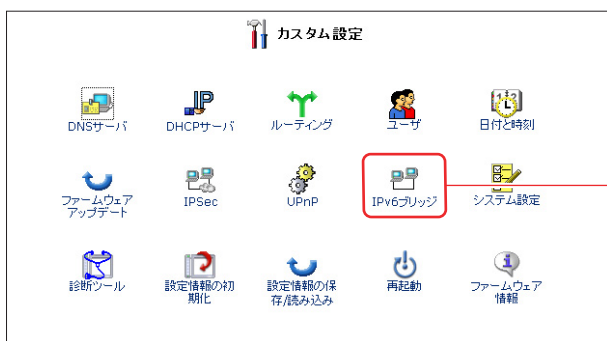 カスタム設定
DNSサーバ
DHCPサーバ
ルーティング
ユーザ
日付と時刻
ファームウェア
アップデート
IPSec
UPnP
IPv6ブリッジ
システム設定
診断ツール
設定情報の初
期化
設定情報の保
存/読み込み
再起動
ファームウェア
情報